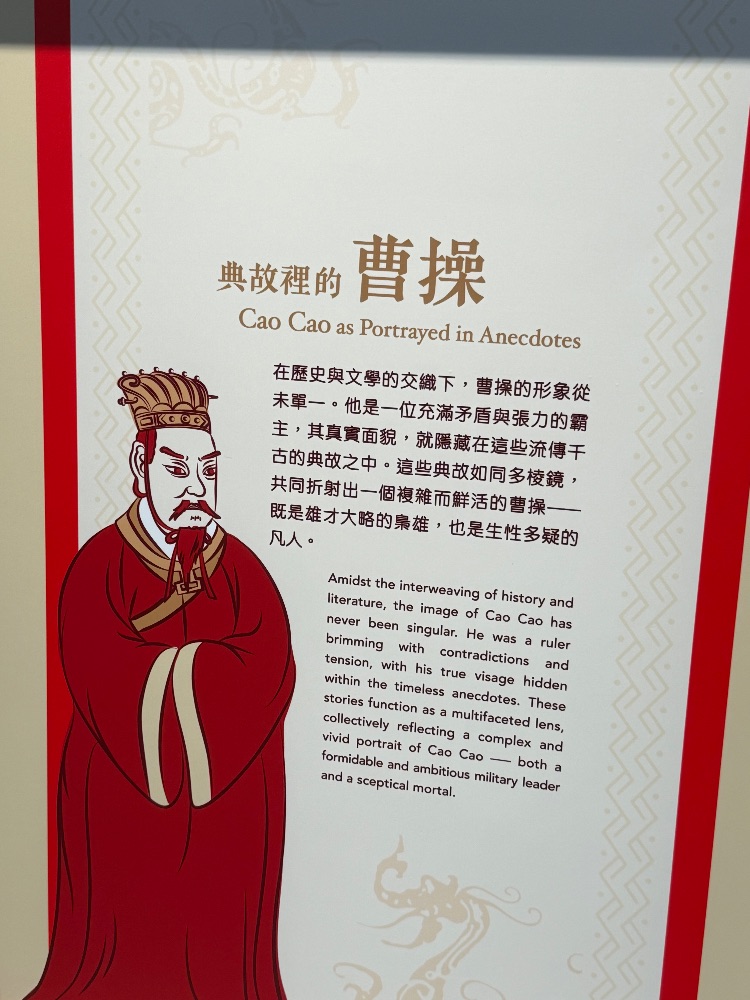 典故裡的 曹操
Cao Cao as Portrayed in Anecdotes
在歷史與文學的交織下，曹操的形象從
未單一。他是一位充滿矛盾與張力的霸
主，其真實面貌，就隱藏在這些流傳千
古的典故之中。這些典故如同多棱鏡，
共同折射出一個複雜而鮮活的曹操——
既是雄才大略的梟雄，也是生性多疑的
凡人。
Amidst the interweaving of history and
literature, the image of Cao Cao has
never been singular. He was a ruler
brimming with contradictions and
tension, with his true visage hidden
within the timeless anecdotes. These
stories function as a multifaceted lens,
collectively reflecting a complex and
vivid portrait of Cao Cao — both a
formidable and ambitious military leader
and a sceptical mortal.